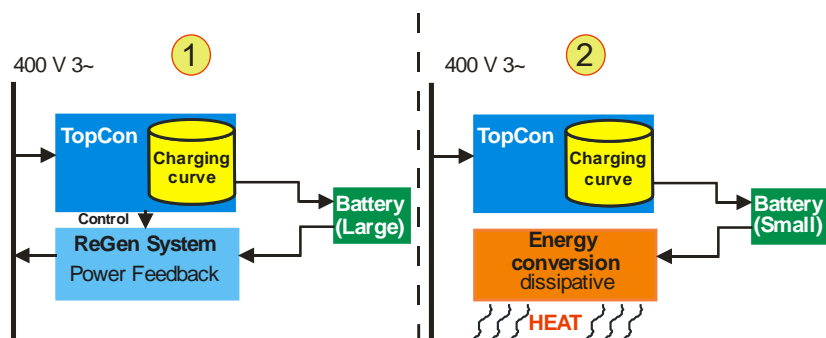 1
400 V 3~
TopCon
Charging
curve
Control
Battery
(Large)
ReGen System
Power Feedback
2
400 V 3~
TopCon
Charging
curve
Battery
(Small)
Energy
conversion
dissipative
HEAT